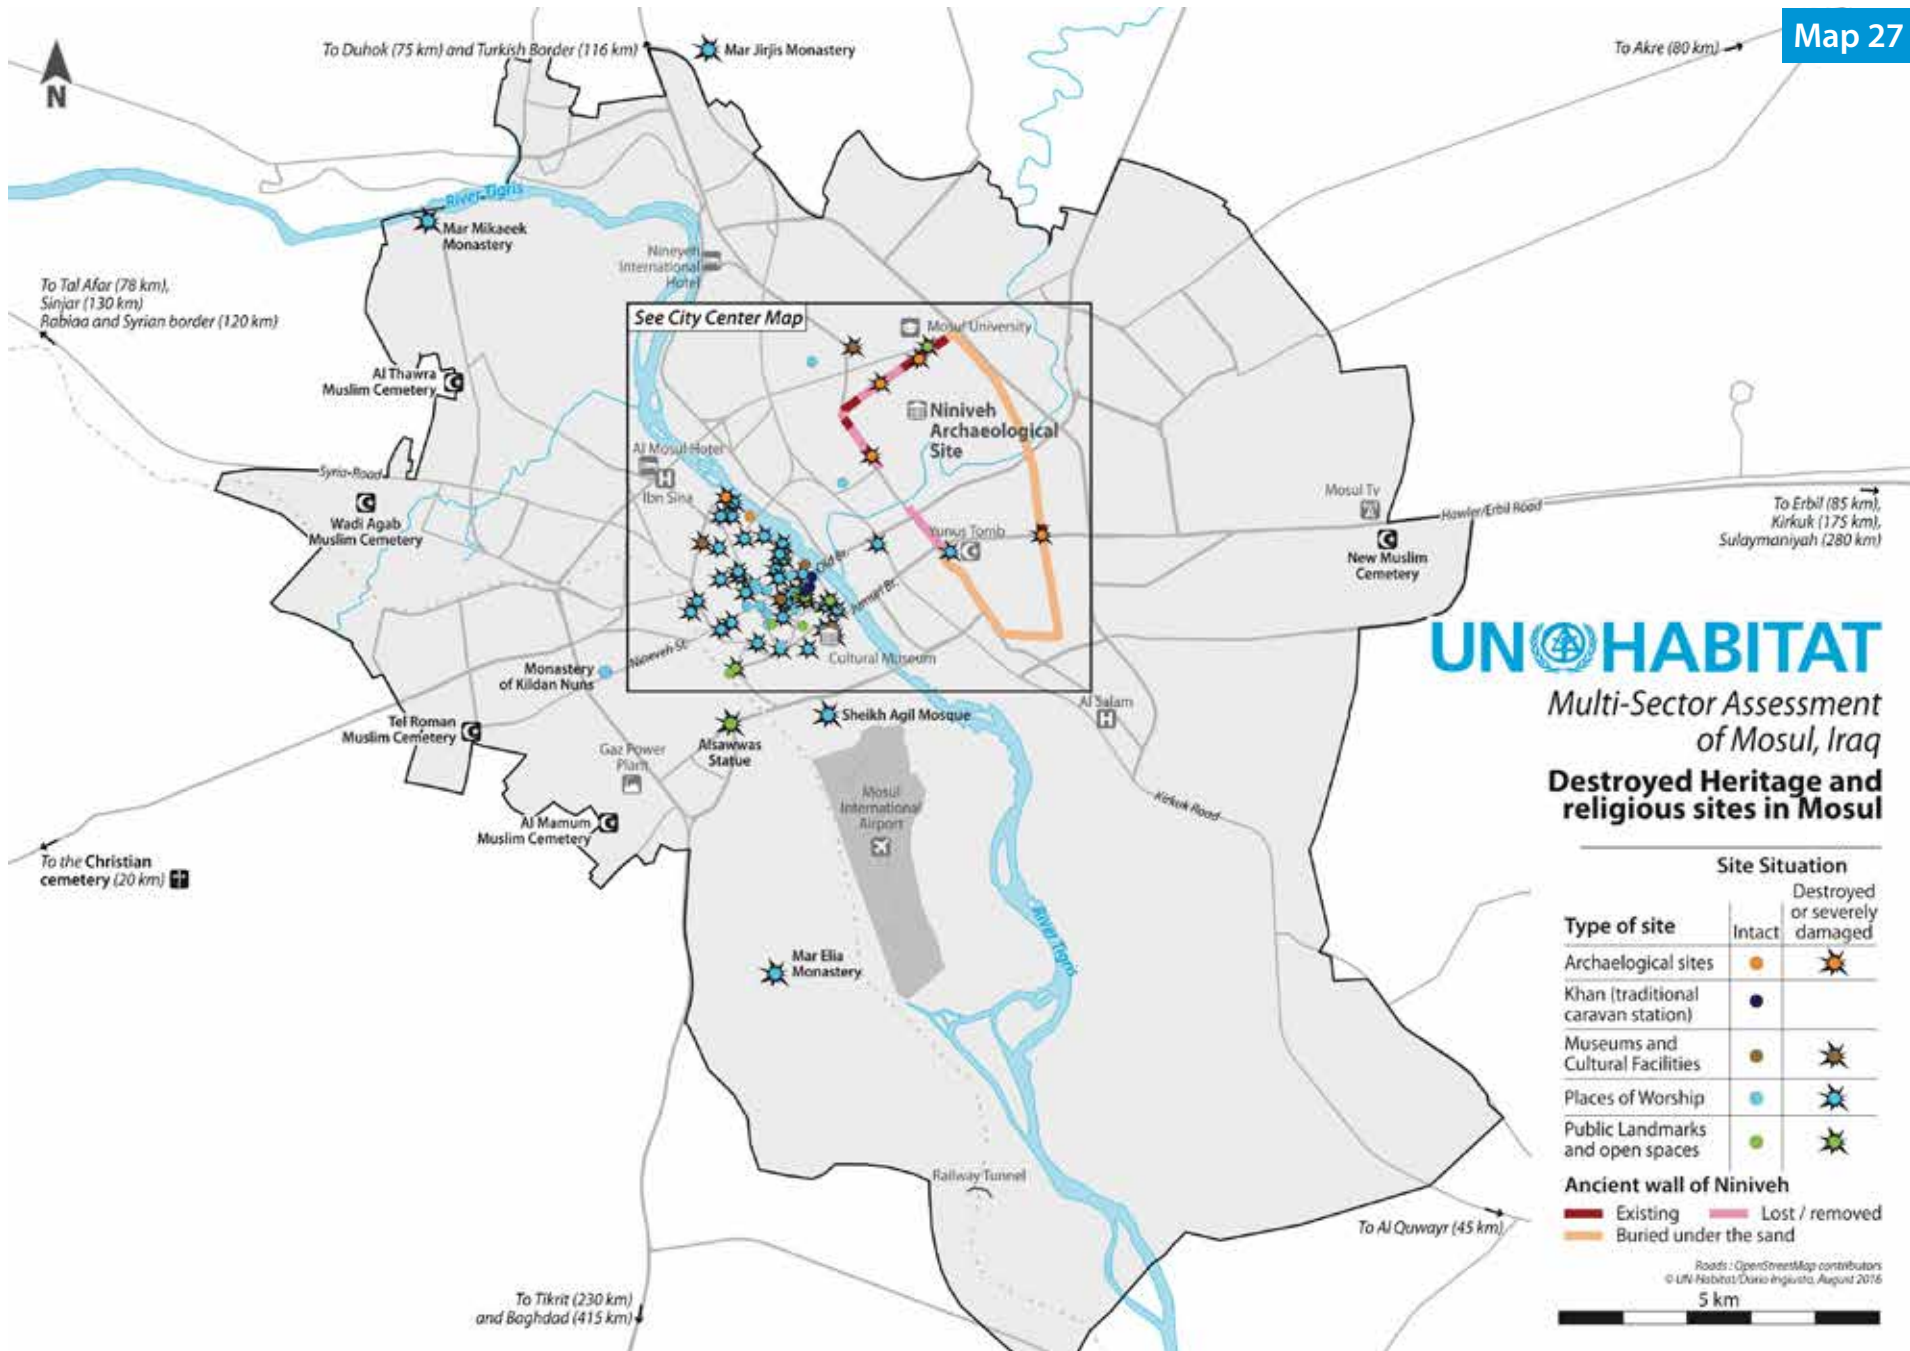 Map 27
To Duhok (75 km) and Turkish Border (116 km)
Mar Jirjis Monastery
To Akre (80 km)
N
River Tigris
Mar Mikaeek
Monastery
Nineyeh
International
Hotel
To Tal Afar (78 km),
Sinjar (130 km)
Rabiaa and Syrian border (120 km)
See City Center Map
Mosul University
Al Thawra
Muslim Cemetery
Niniveh
Archaeological
Site
Al Mosul Hotel
Ibn Sina
Syria-Road
Wadi Agab
Muslim Cemetery
Mosul Tv
Hawler/Erbil Road
To Erbil (85 km),
Kirkuk (175 km),
Sulaymaniyah (280 km)
New Muslim
Cemetery
Yunus Tomb
Old Br.
Jumuri Br.
Cultural Museum
Nineveh St.
Monastery
of Kildan Nuns
Al Salam
Sheikh Agil Mosque
Tel Roman
Muslim Cemetery
Alsawwas
Statue
Gaz Power
Plant
Mosul
International
Airport
Kirkuk Road
Al Mamum
Muslim Cemetery
To the Christian
cemetery (20 km)
River Tigris
Mar Elia
Monastery
Railway Tunnel
To Al Quwayr (45 km)
To Tikrit (230 km)
and Baghdad (415 km)
UN HABITAT
Multi-Sector Assessment
of Mosul, Iraq
Destroyed Heritage and
religious sites in Mosul
Site Situation
Type of site
Intact
Destroyed
or severely
damaged
Archaelogical sites
Khan (traditional
caravan station)
Museums and
Cultural Facilities
Places of Worship
Public Landmarks
and open spaces
Ancient wall of Niniveh
Existing
Lost / removed
Buried under the sand
Roads : OpenStreetMap contributors
© UN-Habitat/Dario Ingiusto, August 2016
5 km